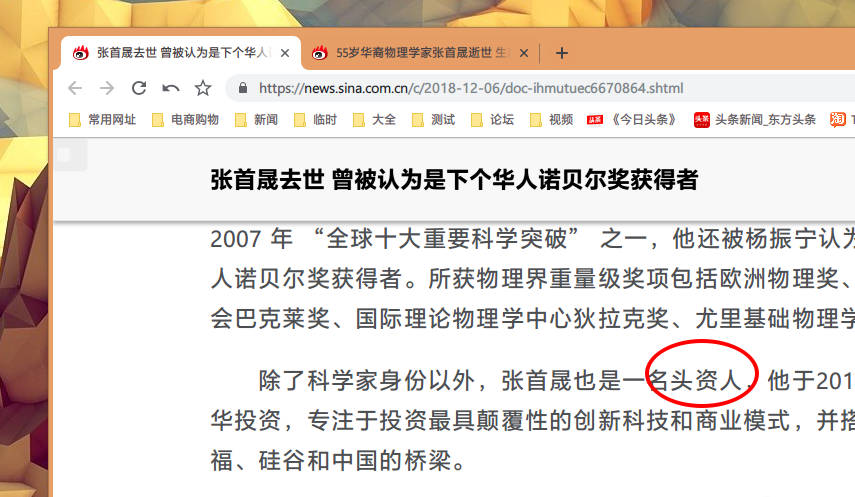 张首晟去世 曾被认为是下个华人
55岁华裔物理学家张首晟逝世 生
https://news.sina.com.cn/c/2018-12-06/doc-ihmutuec6670864.shtml
常用网址 电商购物 新闻 临时 大全 测试 论坛 视频 头条 《今日头条》 头条 头条新闻_东方头条 淘 T
张首晟去世 曾被认为是下个华人诺贝尔奖获得者
2007 年 “全球十大重要科学突破” 之一，他还被杨振宁认为
人诺贝尔奖获得者。所获物理界重量级奖项包括欧洲物理奖、
会巴克莱奖、国际理论物理学中心狄拉克奖、尤里基础物理学
除了科学家身份以外，张首晟也是一名头资人，他于201
华投资，专注于投资最具颠覆性的创新科技和商业模式，并搭
福、硅谷和中国的桥梁。